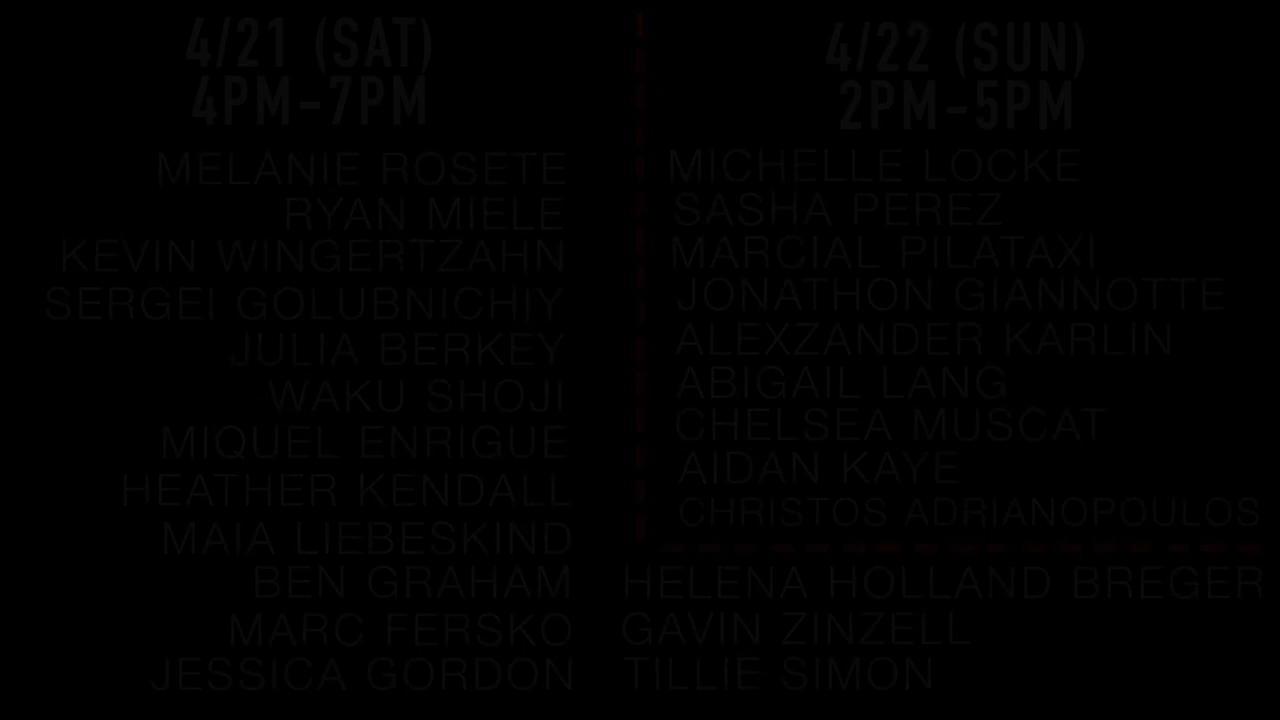 4/21 (SAT)
4PM-7PM
MELANIE ROSETE
RYAN MIELE
KEVIN WINGERTZAHN
SERGEI GOLUBNICHIY
JULIA BERKEY
WAKU SHOJI
MIQUEL ENRIGUE
HEATHER KENDALL
MAIA LIEBESKIND
BEN GRAHAM
MARC FERSKO
JESSICA GORDON
4/22 (SUN)
2PM-5PM
MICHELLE LOCKE
SASHA PEREZ
MARCIAL PILATAXI
JONATHON GIANNOTTE
ALEXZANDER KARLIN
ABIGAIL LANG
CHELSEA MUSCAT
AIDAN KAYE
CHRISTOS ADRIANOPOULOS
HELENA HOLLAND BREGER
GAVIN ZINZELL
TILLIE SIMON